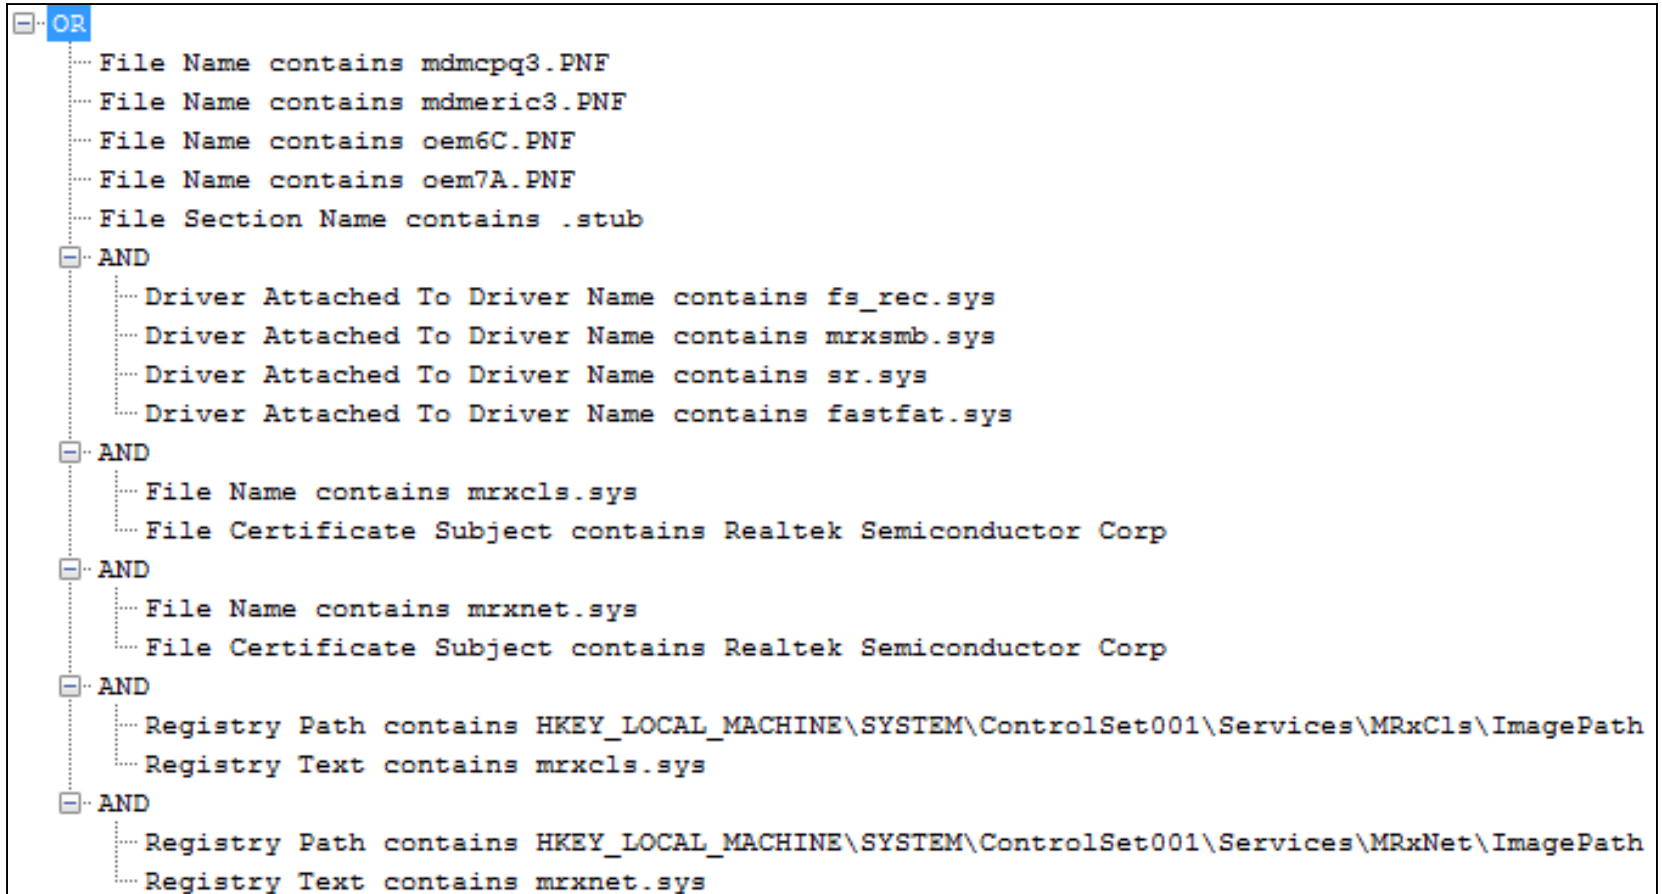 OR
File Name contains mdmcpq3.PNF
File Name contains mdmeric3.PNF
File Name contains oem6C.PNF
File Name contains oem7A.PNF
File Section Name contains .stub
AND
Driver Attached To Driver Name contains fs_rec.sys
Driver Attached To Driver Name contains mrxsmb.sys
Driver Attached To Driver Name contains sr.sys
Driver Attached To Driver Name contains fastfat.sys
AND
File Name contains mrxcls.sys
File Certificate Subject contains Realtek Semiconductor Corp
AND
File Name contains mrxnet.sys
File Certificate Subject contains Realtek Semiconductor Corp
AND
Registry Path contains HKEY_LOCAL_MACHINE\SYSTEM\ControlSet001\Services\MRxCls\ImagePath
Registry Text contains mrxcls.sys
AND
Registry Path contains HKEY_LOCAL_MACHINE\SYSTEM\ControlSet001\Services\MRxNet\ImagePath
Registry Text contains mrxnet.sys